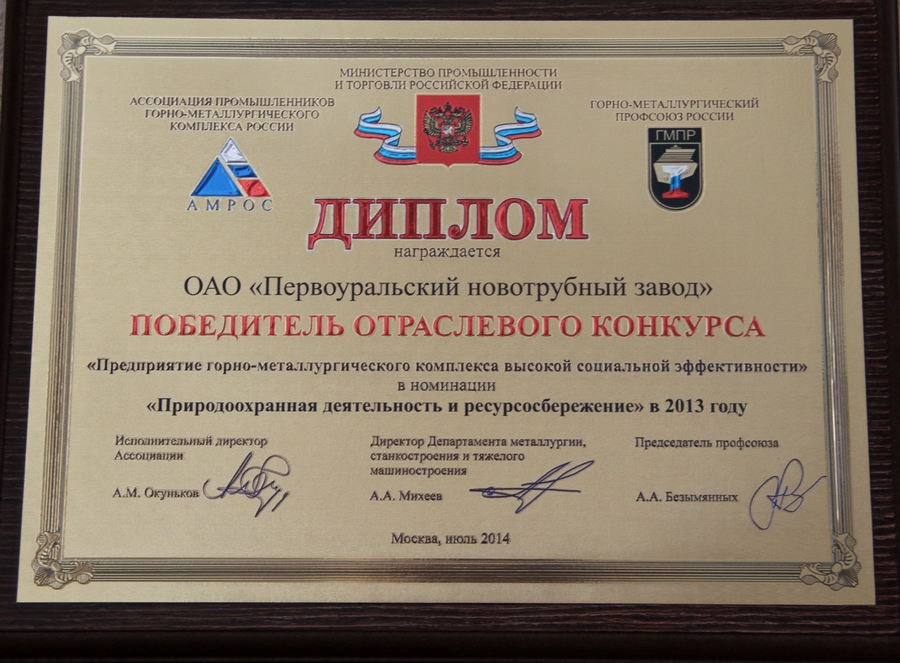 МИНИСТЕРСТВО ПРОМЫШЛЕННОСТИ
И ТОРГОВЛИ РОССИЙСКОЙ ФЕДЕРАЦИИ
АССОЦИАЦИЯ ПРОМЫШЛЕННИКОВ
ГОРНО-МЕТАЛЛУРГИЧЕСКОГО
КОМПЛЕКСА РОССИИ
АМРОС
ГОРНО-МЕТАЛЛУРГИЧЕСКИЙ
ПРОФСОЮЗ РОССИИ
ГМПР
ДИПЛОМ
награждается
ОАО «Первоуральский новотрубный завод»
ПОБЕДИТЕЛЬ ОТРАСЛЕВОГО КОНКУРСА
«Предприятие горно-металлургического комплекса высокой социальной эффективности»
в номинации
«Природоохранная деятельность и ресурсосбережение» в 2013 году
Исполнительный директор
Ассоциации
А.М. Окуньков
Директор Департамента металлургии,
станкостроения и тяжелого
машиностроения
А.А. Михеев
Председатель профсоюза
А.А. Безымянных
Москва, июль 2014